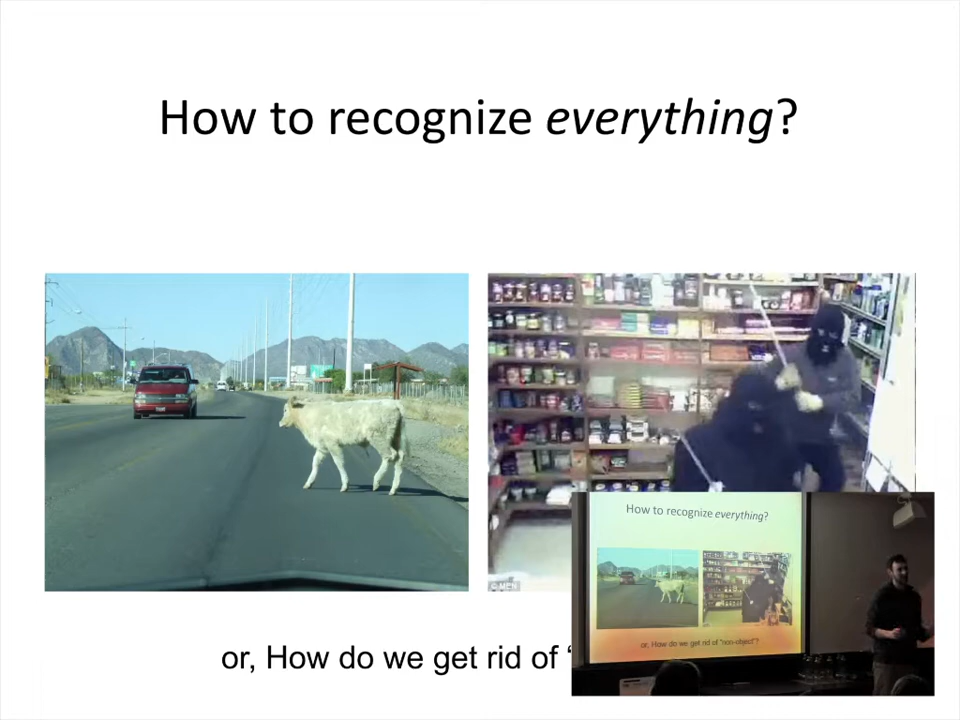 How to recognize everything?
© MEN
or, How do we get rid of “
How to recognize everything?
or, How do we get rid of "non-object"?